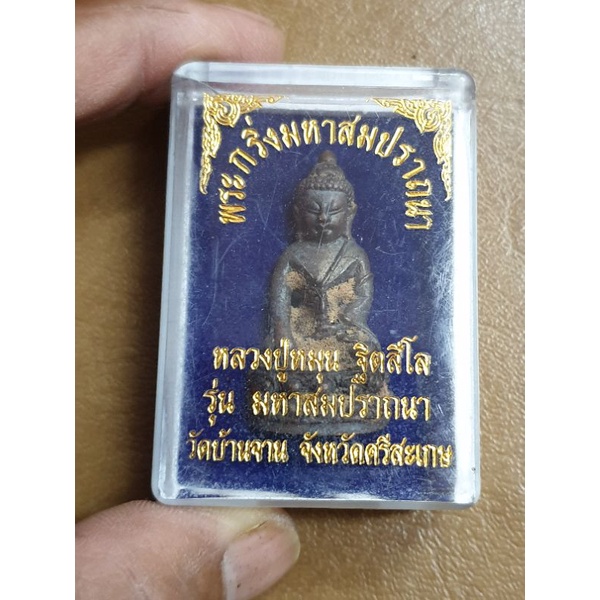 พระกริ่งมหาสมปรารถนา
หลวงปู่หมุน ฐิตสีโล
รุ่น มหาสมปรารถนา
วัดบ้านจาน จังหวัดศรีสะเกษ